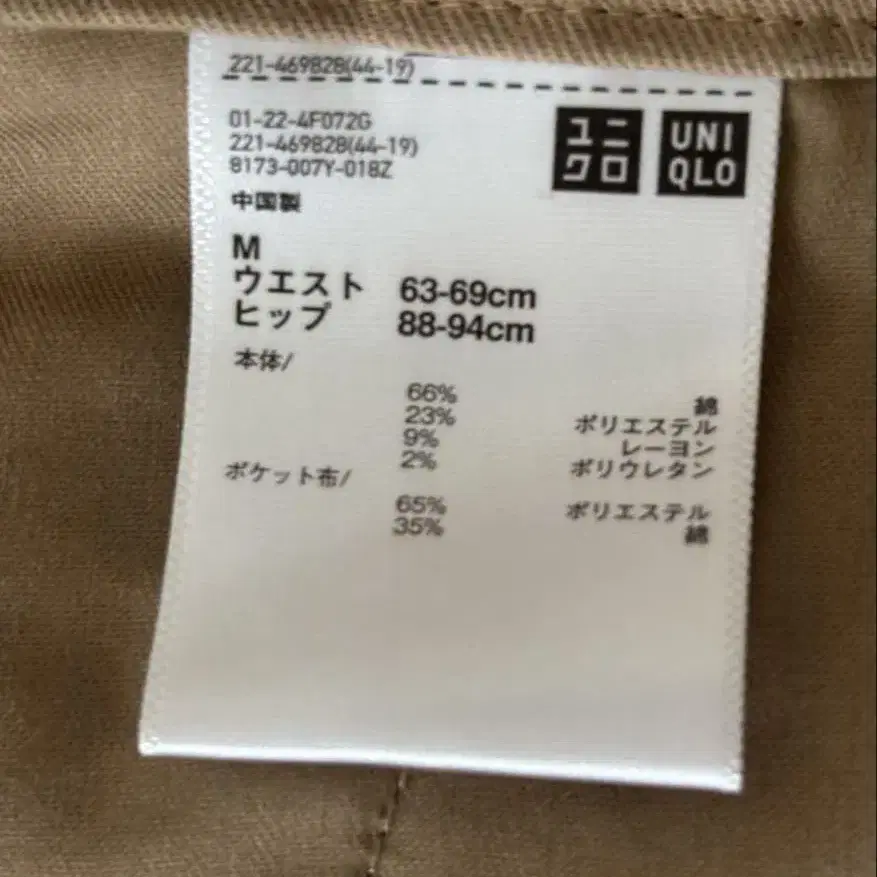 221-469828(44-19)
01-22-4F072G
221-469828(44-19)
8173-007Y-018Z
中国製
ユニ
クロ
UNI
QLO
M
ウエスト 63-69cm
ヒップ 88-94cm
本体/
66% 綿
23% ポリエステル
9% レーヨン
2% ポリウレタン
ポケット布/
65% ポリエステル
35% 綿